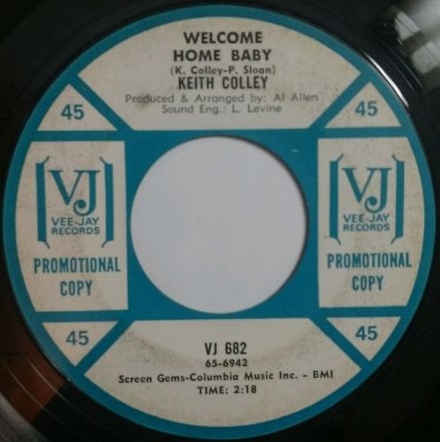 WELCOME
HOME BABY
(K. Colley-P. Sloan)
KEITH COLLEY
Produced & Arranged by: Al Allen
Sound Eng.: L. Levine
45
45
VJ
VEE-JAY
RECORDS
PROMOTIONAL
COPY
VJ
VEE-JAY
RECORDS
PROMOTIONAL
COPY
45
45
VJ 682
65-6942
Screen Gems-Columbia Music Inc. - BMI
TIME: 2:18